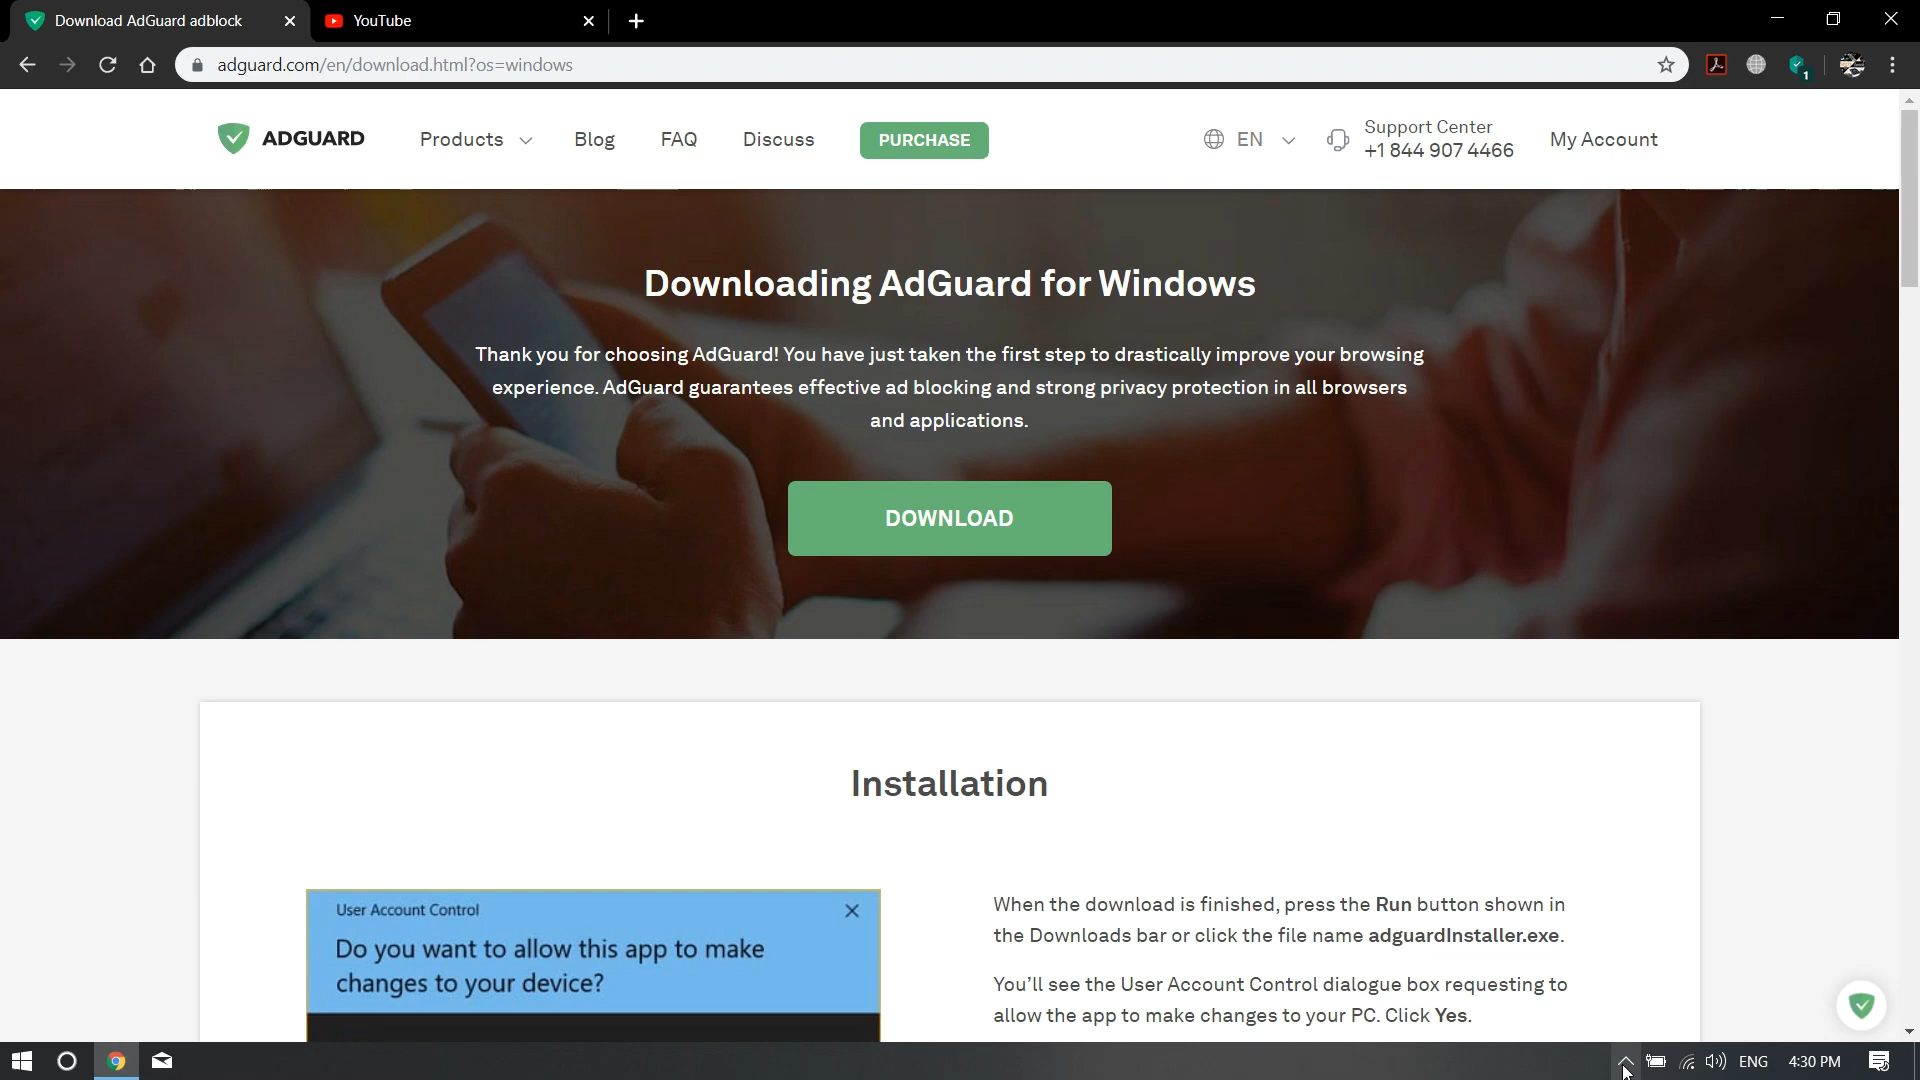 Download AdGuard adblock
YouTube
adguard.com/en/download.html?os=windows
1
ADGUARD
Products
Blog
FAQ
Discuss
PURCHASE
EN
Support Center
+1 844 907 4466
My Account
Downloading AdGuard for Windows
Thank you for choosing AdGuard! You have just taken the first step to drastically improve your browsing
experience. AdGuard guarantees effective ad blocking and strong privacy protection in all browsers
and applications.
DOWNLOAD
Installation
User Account Control
Do you want to allow this app to make
changes to your device?
When the download is finished, press the Run button shown in
the Downloads bar or click the file name adguardInstaller.exe.
You’ll see the User Account Control dialogue box requesting to
allow the app to make changes to your PC. Click Yes.
ENG
4:30 PM